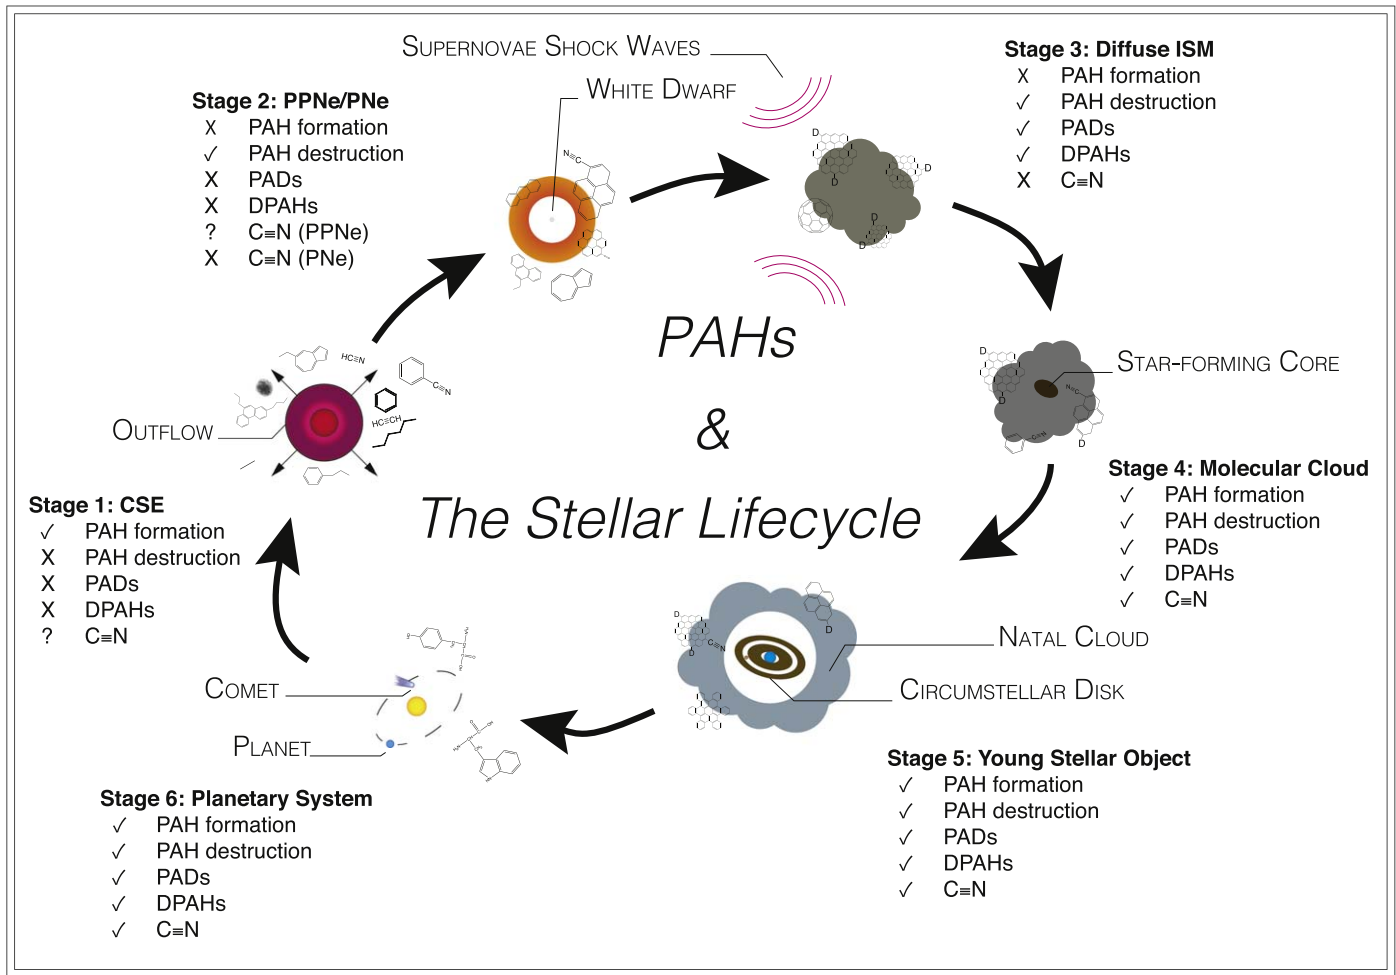 SUPERNOVAE SHOCK WAVES
WHITE DWARF
Stage 3: Diffuse ISM
X PAH formation
✓ PAH destruction
✓ PADs
✓ DPAHs
X C≡N
Stage 2: PPNe/PNe
X PAH formation
✓ PAH destruction
X PADs
X DPAHs
? C≡N (PPNe)
X C≡N (PNe)
N≡C
D
D
D
D
D
PAHs
&
The Stellar Lifecycle
HC≡N
C≡N
HC≡CH
OUTFLOW
D
D
N≡C
C≡N
D
STAR-FORMING CORE
Stage 1: CSE
✓ PAH formation
X PAH destruction
X PADs
X DPAHs
? C≡N
Stage 4: Molecular Cloud
✓ PAH formation
✓ PAH destruction
✓ PADs
✓ DPAHs
✓ C≡N
D
D
C≡N
D
NATAL CLOUD
CIRCUMSTELLAR DISK
COMET
PLANET
Stage 5: Young Stellar Object
✓ PAH formation
✓ PAH destruction
✓ PADs
✓ DPAHs
✓ C≡N
Stage 6: Planetary System
✓ PAH formation
✓ PAH destruction
✓ PADs
✓ DPAHs
✓ C≡N